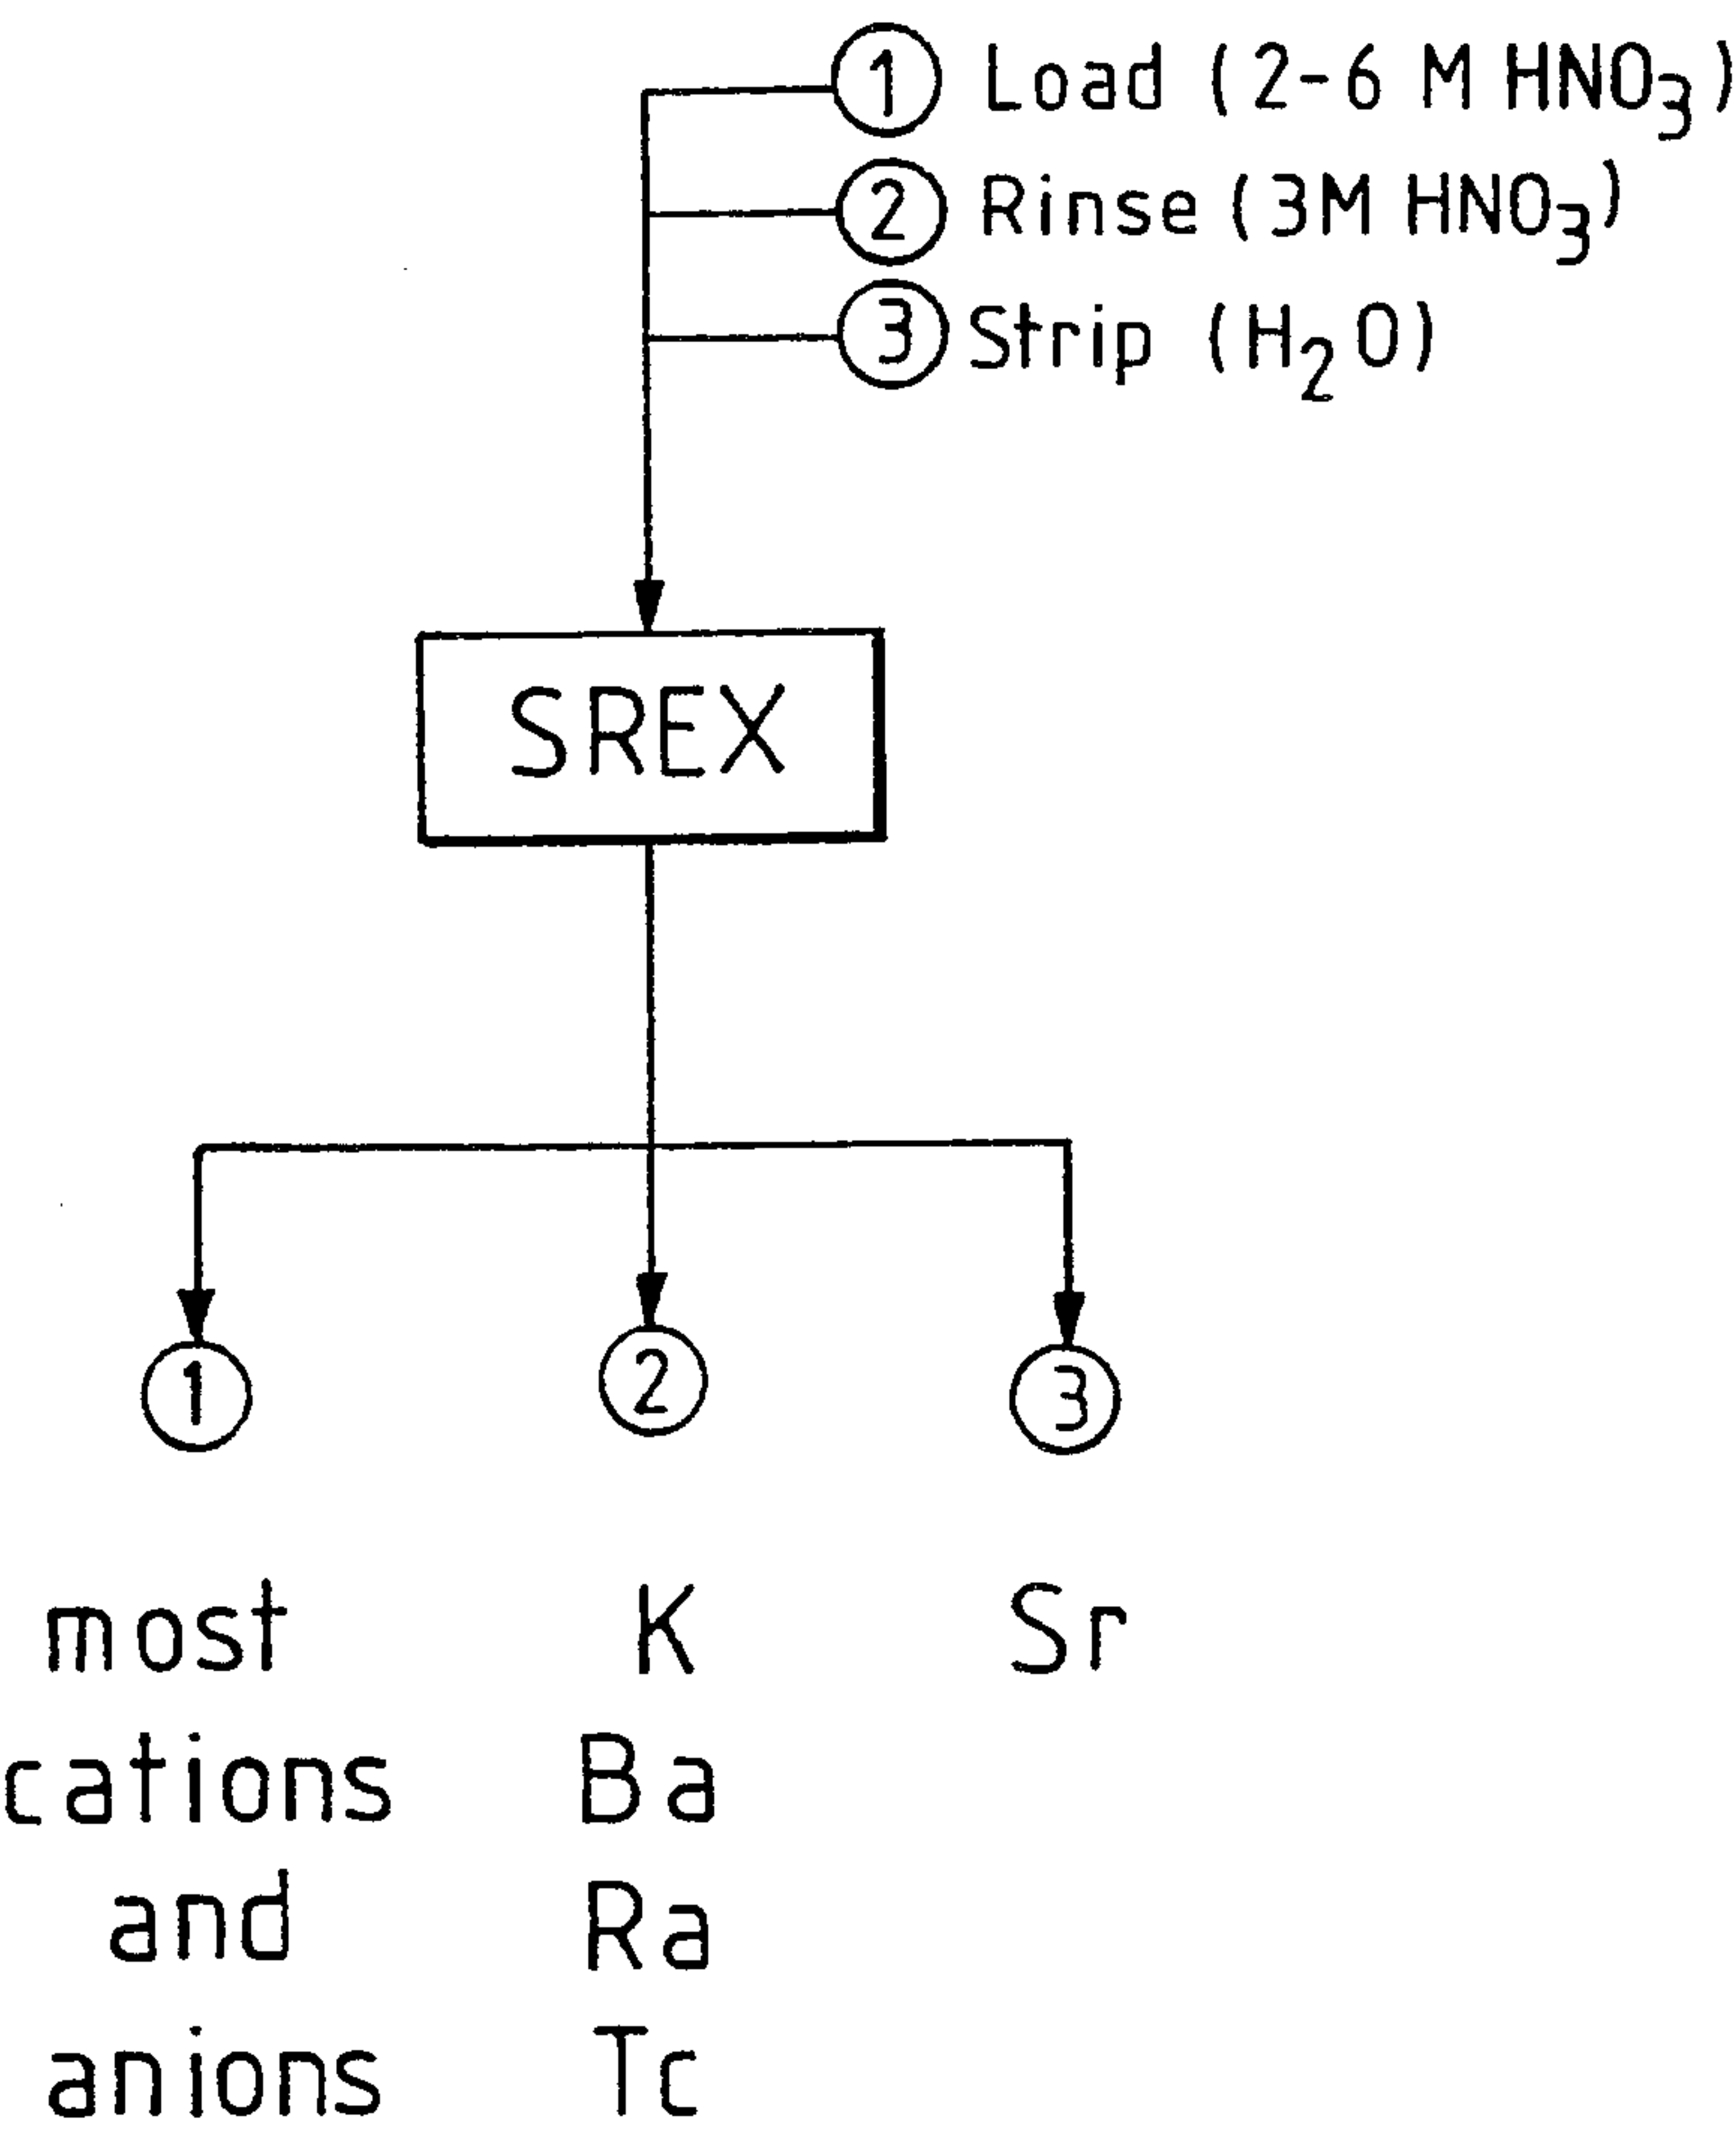 ① Load (2-6 M HNO₃)
② Rinse (3M HNO₃)
③ Strip (H₂O)
SREX
① ② ③
most K Sr
cations Ba
and Ra
anions Tc